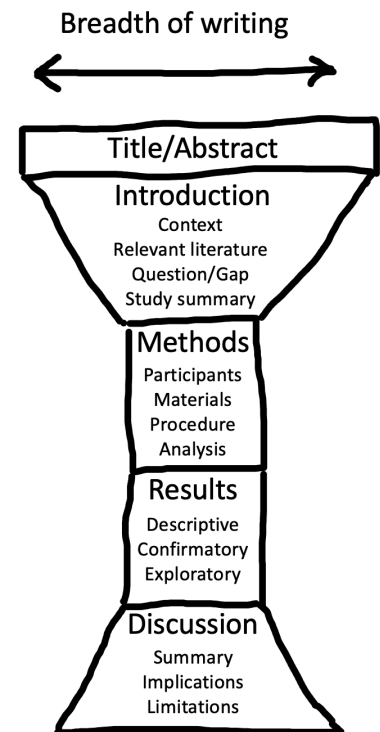 Breadth of writing
Title/Abstract
Introduction
Context
Relevant literature
Question/Gap
Study summary
Methods
Participants
Materials
Procedure
Analysis
Results
Descriptive
Confirmatory
Exploratory
Discussion
Summary
Implications
Limitations